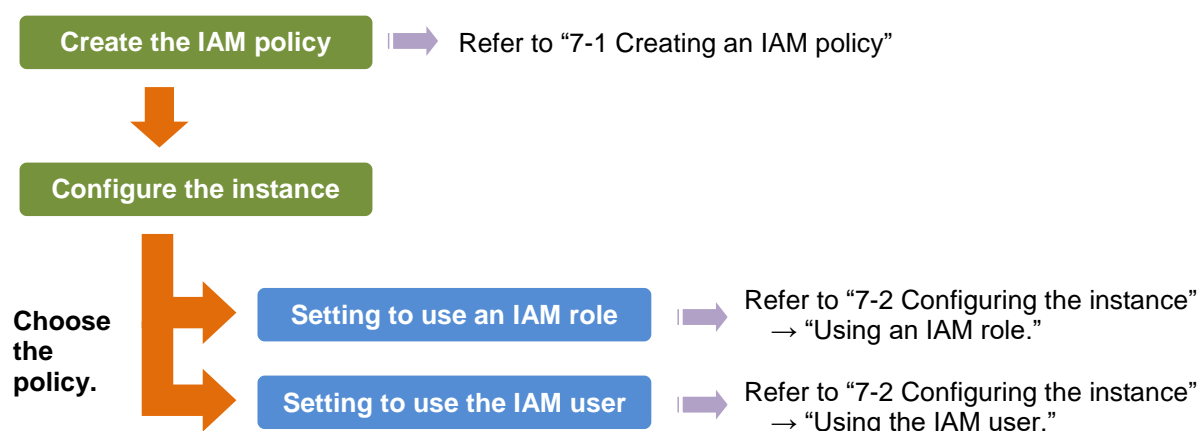 Create the IAM policy
Refer to “7-1 Creating an IAM policy”
Configure the instance
Choose
the
policy.
Setting to use an IAM role
Refer to “7-2 Configuring the instance”
→ “Using an IAM role.”
Setting to use the IAM user
Refer to “7-2 Configuring the instance”
→ “Using the IAM user.”